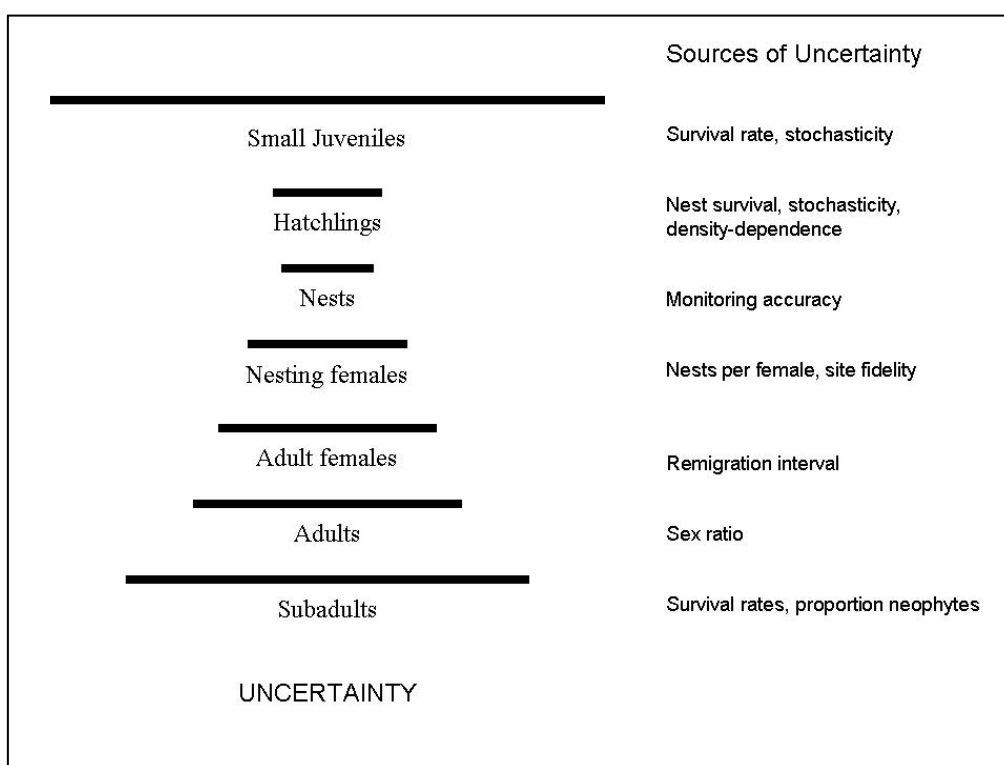 Sources of Uncertainty
Small Juveniles
Survival rate, stochasticity
Hatchlings
Nest survival, stochasticity,
density-dependence
Nests
Monitoring accuracy
Nesting females
Nests per female, site fidelity
Adult females
Remigration interval
Adults
Sex ratio
Subadults
Survival rates, proportion neophytes
UNCERTAINTY